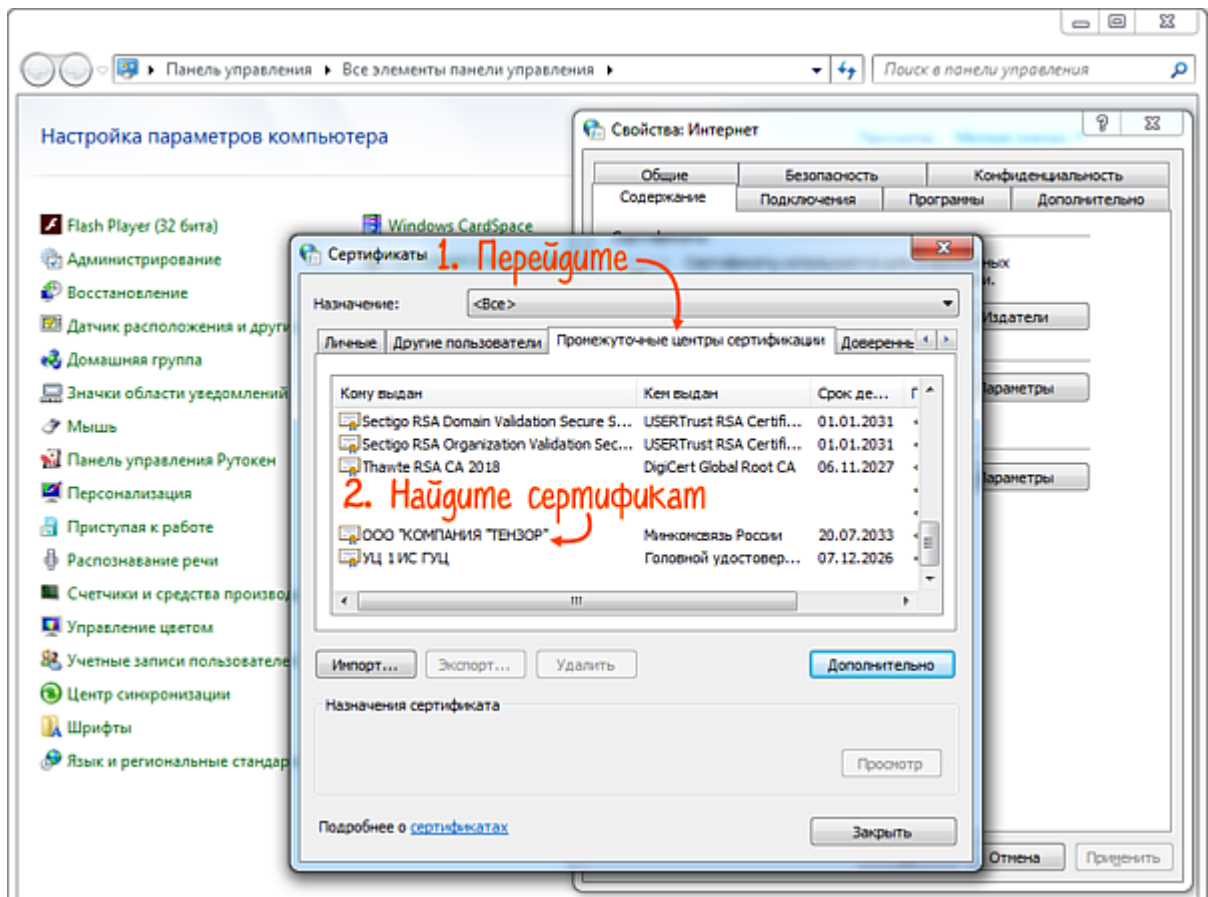 Панель управления ▸ Все элементы панели управления ▸
Поиск в панели управления
Настройка параметров компьютера
Flash Player (32 бита)
Windows CardSpace
Администрирование
Восстановление
Датчик расположения и други
Домашняя группа
Значки области уведомлений
Мышь
Панель управления Рутокен
Персонализация
Приступая к работе
Распознавание речи
Счетчики и средства производ
Управление цветом
Учетные записи пользователе
Центр синхронизации
Шрифты
Язык и региональные стандар
Свойства: Интернет
Общие Безопасность Конфиденциальность
Содержание Подключения Программы Дополнительно
Издатели
Параметры
Параметры
Отмена Применить
Сертификаты
1. Перейдите
Назначение: <Все>
Личные Другие пользователи Промежуточные центры сертификации Доверенн
Кому выдан Кем выдан Срок де...
Sectigo RSA Domain Validation Secure S... USERTrust RSA Certifi... 01.01.2031
Sectigo RSA Organization Validation Sec... USERTrust RSA Certifi... 01.01.2031
Thawte RSA CA 2018 DigiCert Global Root CA 06.11.2027
2. Найдите сертификат
ООО "КОМПАНИЯ "ТЕНЗОР" Минкомсвязь России 20.07.2033
УЦ 1 ИС ГУЦ Головной удостовер... 07.12.2026
Импорт... Экспорт... Удалить Дополнительно
Назначения сертификата
Просмотр
Подробнее о сертификатах
Закрыть